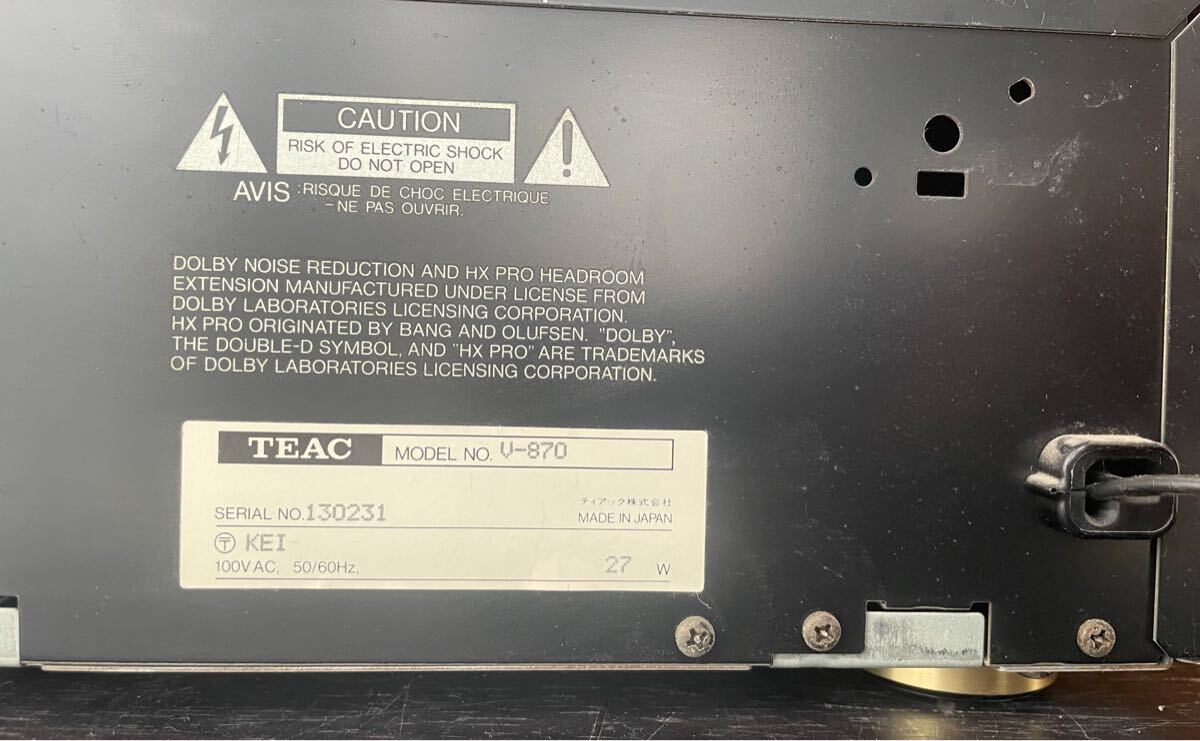 CAUTION
RISK OF ELECTRIC SHOCK
DO NOT OPEN
AVIS :RISQUE DE CHOC ELECTRIQUE
-NE PAS OUVRIR.
DOLBY NOISE REDUCTION AND HX PRO HEADROOM
EXTENSION MANUFACTURED UNDER LICENSE FROM
DOLBY LABORATORIES LICENSING CORPORATION.
HX PRO ORIGINATED BY BANG AND OLUFSEN. "DOLBY",
THE DOUBLE-D SYMBOL, AND "HX PRO" ARE TRADEMARKS
OF DOLBY LABORATORIES LICENSING CORPORATION.
TEAC MODEL NO. V-870
ティアック株式会社
SERIAL NO.130231 MADE IN JAPAN
〶 KEI
100V AC, 50/60Hz, 27 W